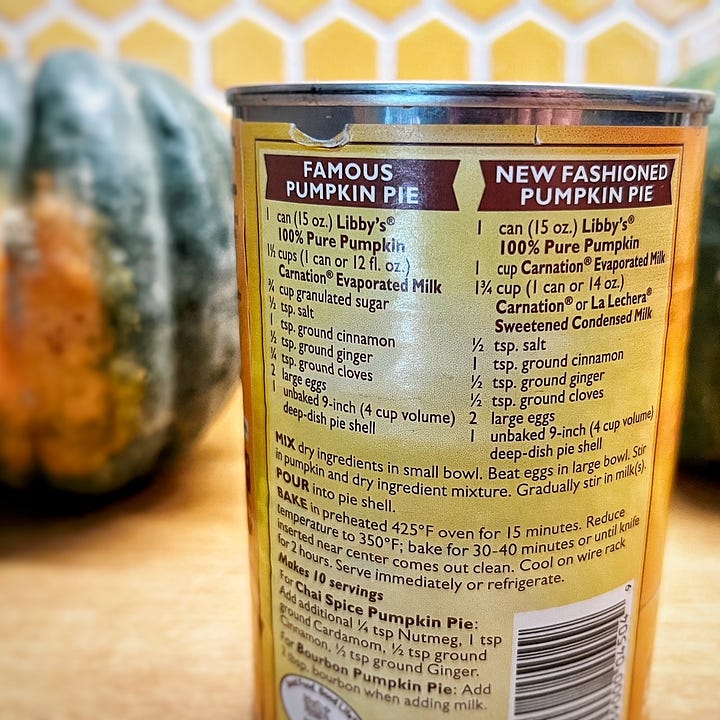 FAMOUS
PUMPKIN PIE
1 can (15 oz.) Libby's®
100% Pure Pumpkin
1½ cups (1 can or 12 fl. oz.)
Carnation® Evaporated Milk
¾ cup granulated sugar
½ tsp. salt
1 tsp. ground cinnamon
½ tsp. ground ginger
¼ tsp. ground cloves
2 large eggs
1 unbaked 9-inch (4 cup volume)
deep-dish pie shell
NEW FASHIONED
PUMPKIN PIE
1 can (15 oz.) Libby's®
100% Pure Pumpkin
1 cup Carnation® Evaporated Milk
1¾ cup (1 can or 14 oz.)
Carnation® or La Lechera®
Sweetened Condensed Milk
½ tsp. salt
1 tsp. ground cinnamon
½ tsp. ground ginger
½ tsp. ground cloves
2 large eggs
1 unbaked 9-inch (4 cup volume)
deep-dish pie shell
MIX dry ingredients in small bowl. Beat eggs in large bowl. Stir
in pumpkin and dry ingredient mixture. Gradually stir in milk(s).
POUR into pie shell.
BAKE in preheated 425°F oven for 15 minutes. Reduce
temperature to 350°F; bake for 30-40 minutes or until knife
inserted near center comes out clean. Cool on wire rack
for 2 hours. Serve immediately or refrigerate.
Makes 10 servings
For Chai Spice Pumpkin Pie:
Add additional ¼ tsp Nutmeg, 1 tsp
ground Cardamom, ½ tsp ground
Cinnamon, ½ tsp ground Ginger.
For Bourbon Pumpkin Pie: Add
tbsp. bourbon when adding milk.
Good Food, Good Life